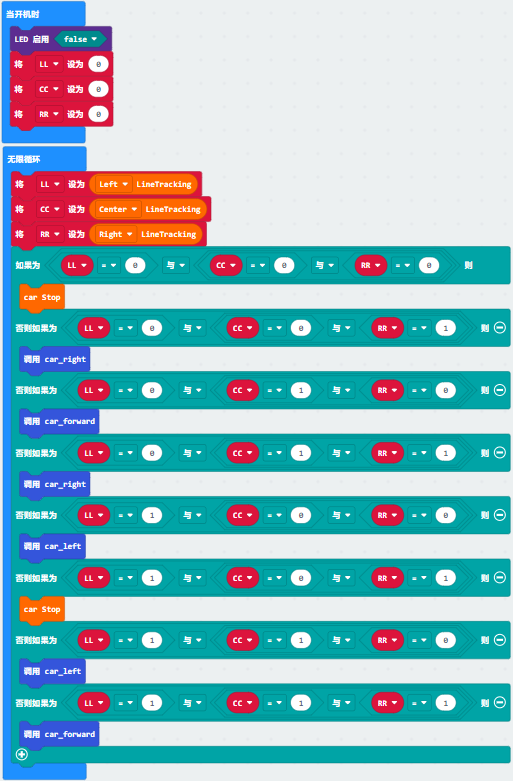 当开机时
LED 启用 false
将 LL 设为 0
将 CC 设为 0
将 RR 设为 0
无限循环
将 LL 设为 Left LineTracking
将 CC 设为 Center LineTracking
将 RR 设为 Right LineTracking
如果为 LL = 0 与 CC = 0 与 RR = 0 则
car Stop
否则如果为 LL = 0 与 CC = 0 与 RR = 1 则
调用 car_right
否则如果为 LL = 0 与 CC = 1 与 RR = 0 则
调用 car_forward
否则如果为 LL = 0 与 CC = 1 与 RR = 1 则
调用 car_right
否则如果为 LL = 1 与 CC = 0 与 RR = 0 则
调用 car_left
否则如果为 LL = 1 与 CC = 0 与 RR = 1 则
car Stop
否则如果为 LL = 1 与 CC = 1 与 RR = 0 则
调用 car_left
否则如果为 LL = 1 与 CC = 1 与 RR = 1 则
调用 car_forward